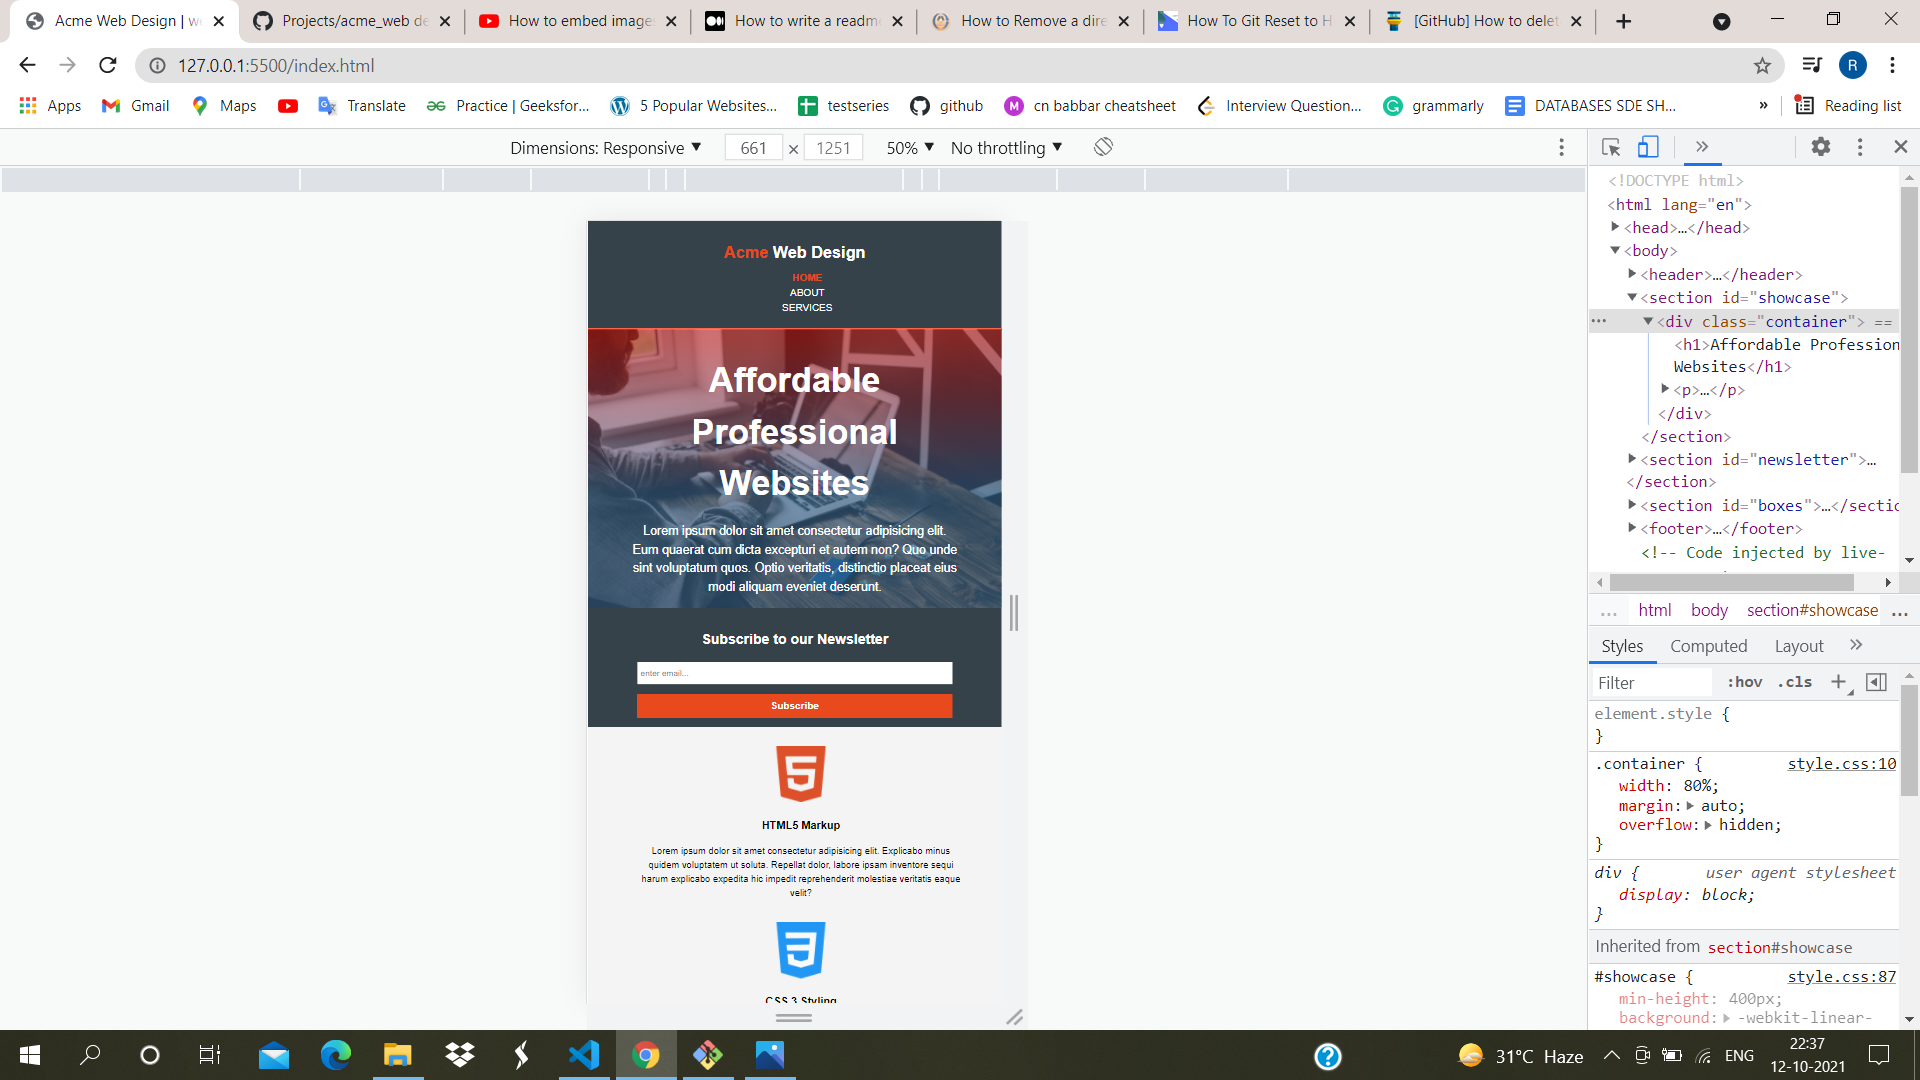 Acme Web Design | we
Projects/acme_web de
How to embed image
How to write a readme
How to Remove a dire
How To Git Reset to H
[GitHub] How to delet
127.0.0.1:5500/index.html
R
Apps
Gmail
Maps
Translate
Practice | Geeksfor...
5 Popular Websites...
testseries
github
M
cn babbar cheatsheet
Interview Question...
grammarly
DATABASES SDE SH...
»
Reading list
Dimensions: Responsive
661 × 1251
50%
No throttling
Acme Web Design
HOME
ABOUT
SERVICES
Affordable
Professional
Websites
Lorem ipsum dolor sit amet consectetur adipisicing elit.
Eum quaerat cum dicta excepturi et autem non? Quo unde
sint voluptatum quos. Optio veritatis, distinctio placeat eius
modi aliquam eveniet deserunt.
Subscribe to our Newsletter
enter email...
Subscribe
HTML5 Markup
Lorem ipsum dolor sit amet consectetur adipisicing elit. Explicabo minus
quidem voluptatem ut soluta. Repellat dolor, labore ipsam inventore sequi
harum explicabo expedita hic impedit reprehenderit molestiae veritatis eaque
velit?
CSS 3 Styling
<!DOCTYPE html>
<html lang="en">
<head>…</head>
<body>
<header>…</header>
<section id="showcase">
<div class="container"> ==
<h1>Affordable Profession
Websites</h1>
<p>…</p>
</div>
</section>
<section id="newsletter">…
</section>
<section id="boxes">…</sectio
<footer>…</footer>
<!-- Code injected by live-
... html body section#showcase ...
Styles Computed Layout »
Filter :hov .cls +
element.style {
}
.container { style.css:10
width: 80%;
margin: auto;
overflow: hidden;
}
div { user agent stylesheet
display: block;
}
Inherited from section#showcase
#showcase { style.css:87
min-height: 400px;
background: -webkit-linear-
31°C Haze
ENG
22:37
12-10-2021